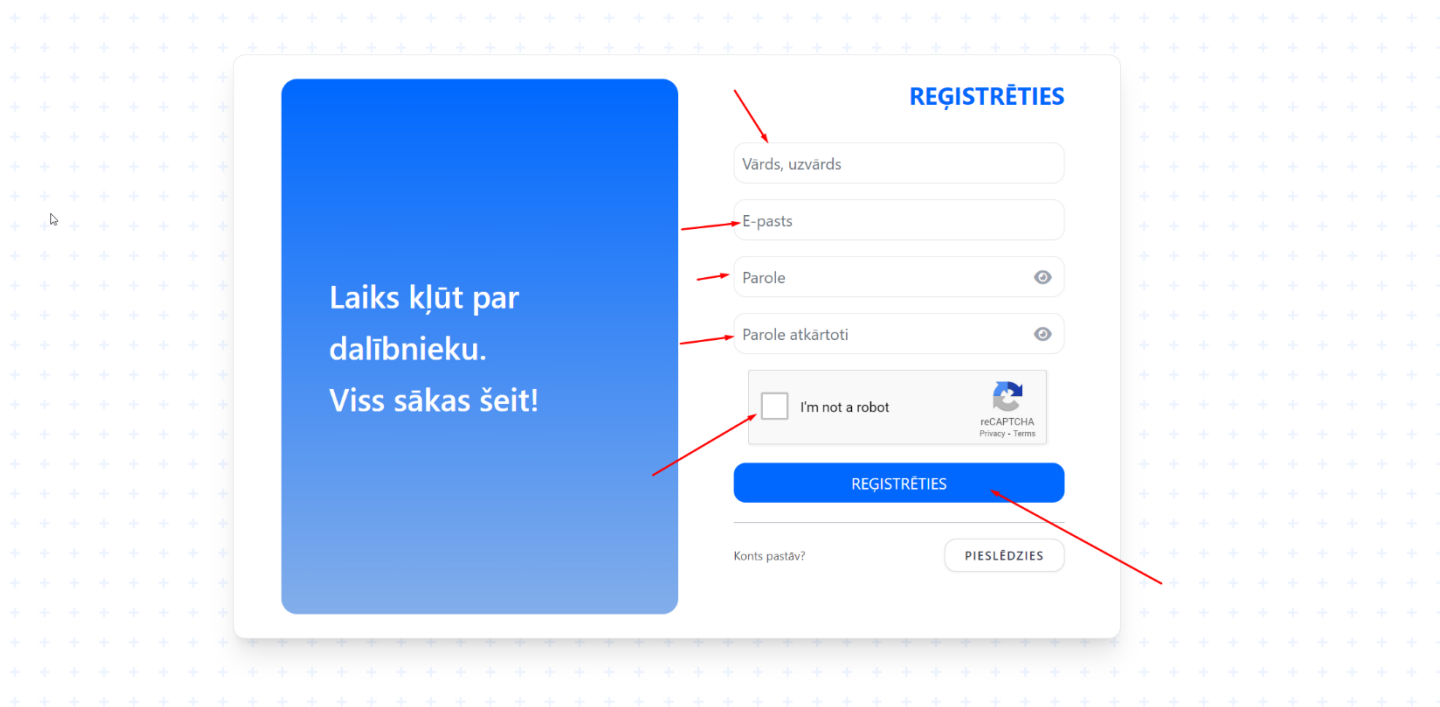 Laiks kļūt par
dalībnieku.
Viss sākas šeit!
REĢISTRĒTIES
Vārds, uzvārds
E-pasts
Parole
Parole atkārtoti
I'm not a robot
reCAPTCHA
Privacy - Terms
REĢISTRĒTIES
Konts pastāv?
PIESLĒDZIES